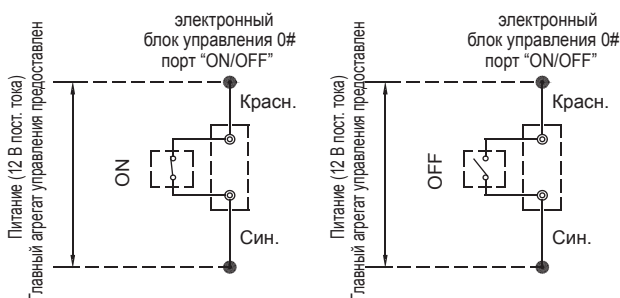 электронный
блок управления 0#
порт “ON/OFF”
Питание (12 В пост. тока)
Главный агрегат управления предоставлен
Красн.
ON
Син.
электронный
блок управления 0#
порт “ON/OFF”
Питание (12 В пост. тока)
Главный агрегат управления предоставлен
Красн.
OFF
Син.